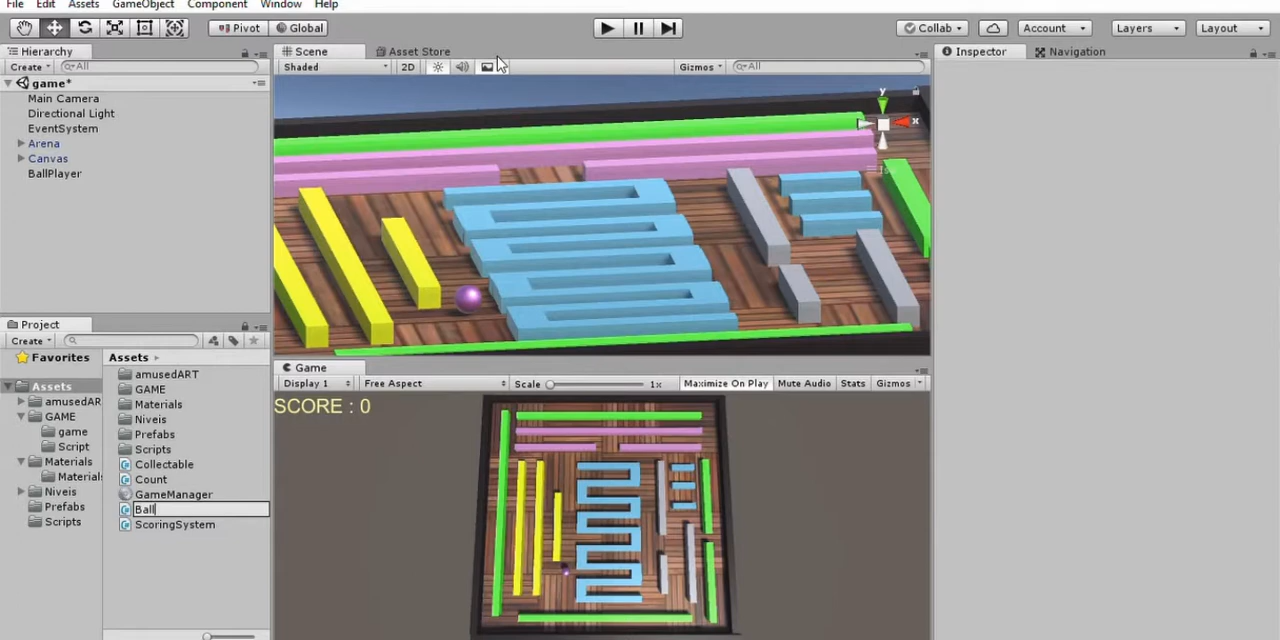 File Edit Assets GameObject Component Window Help
Pivot Global Collab Account Layers Layout
Hierarchy Scene Asset Store Inspector Navigation
Create All Shaded 2D Gizmos All
game*
Main Camera
Directional Light
EventSystem
Arena
Canvas
BallPlayer
y
x
Project
Create
Favorites
Assets
amusedAR
GAME
game
Script
Materials
Materials
Niveis
Prefabs
Scripts
Assets
amusedART
GAME
Materials
Niveis
Prefabs
Scripts
Collectable
Count
GameManager
Ball
ScoringSystem
Game
Display 1 Free Aspect Scale 1x Maximize On Play Mute Audio Stats Gizmos
SCORE : 0